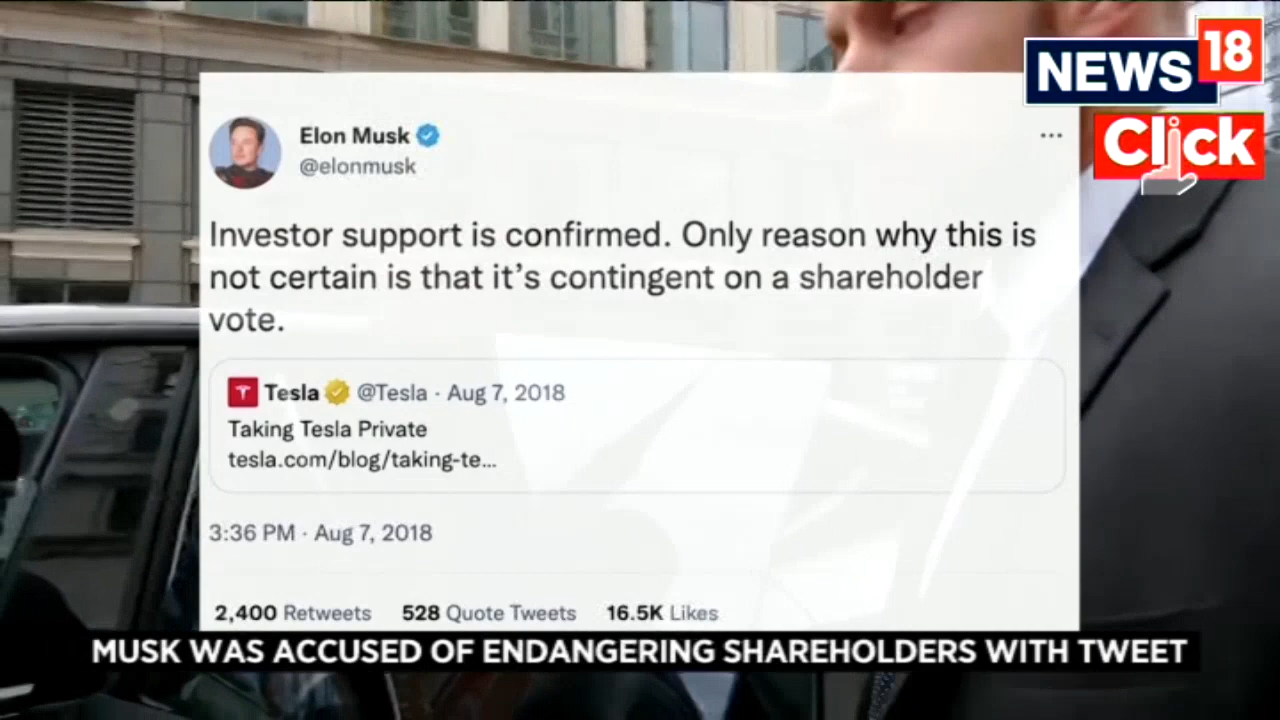 NEWS 18
Click
Elon Musk
@elonmusk
Investor support is confirmed. Only reason why this is
not certain is that it’s contingent on a shareholder
vote.
Tesla @Tesla · Aug 7, 2018
Taking Tesla Private
tesla.com/blog/taking-te...
3:36 PM · Aug 7, 2018
2,400 Retweets 528 Quote Tweets 16.5K Likes
MUSK WAS ACCUSED OF ENDANGERING SHAREHOLDERS WITH TWEET